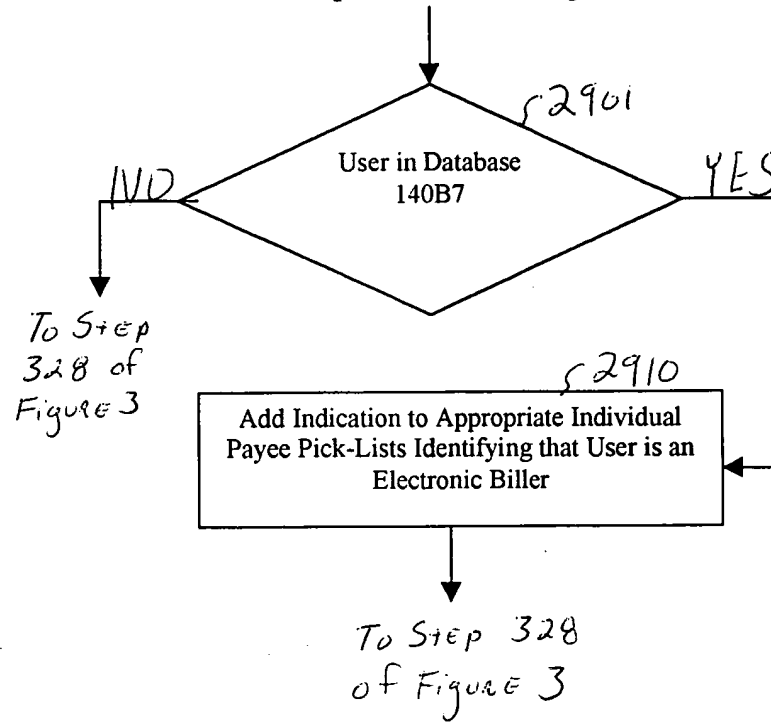 2901
User in Database
140B7
NO
YES
To Step
328 of
Figure 3
2910
Add Indication to Appropriate Individual
Payee Pick-Lists Identifying that User is an
Electronic Biller
To Step 328
of Figure 3